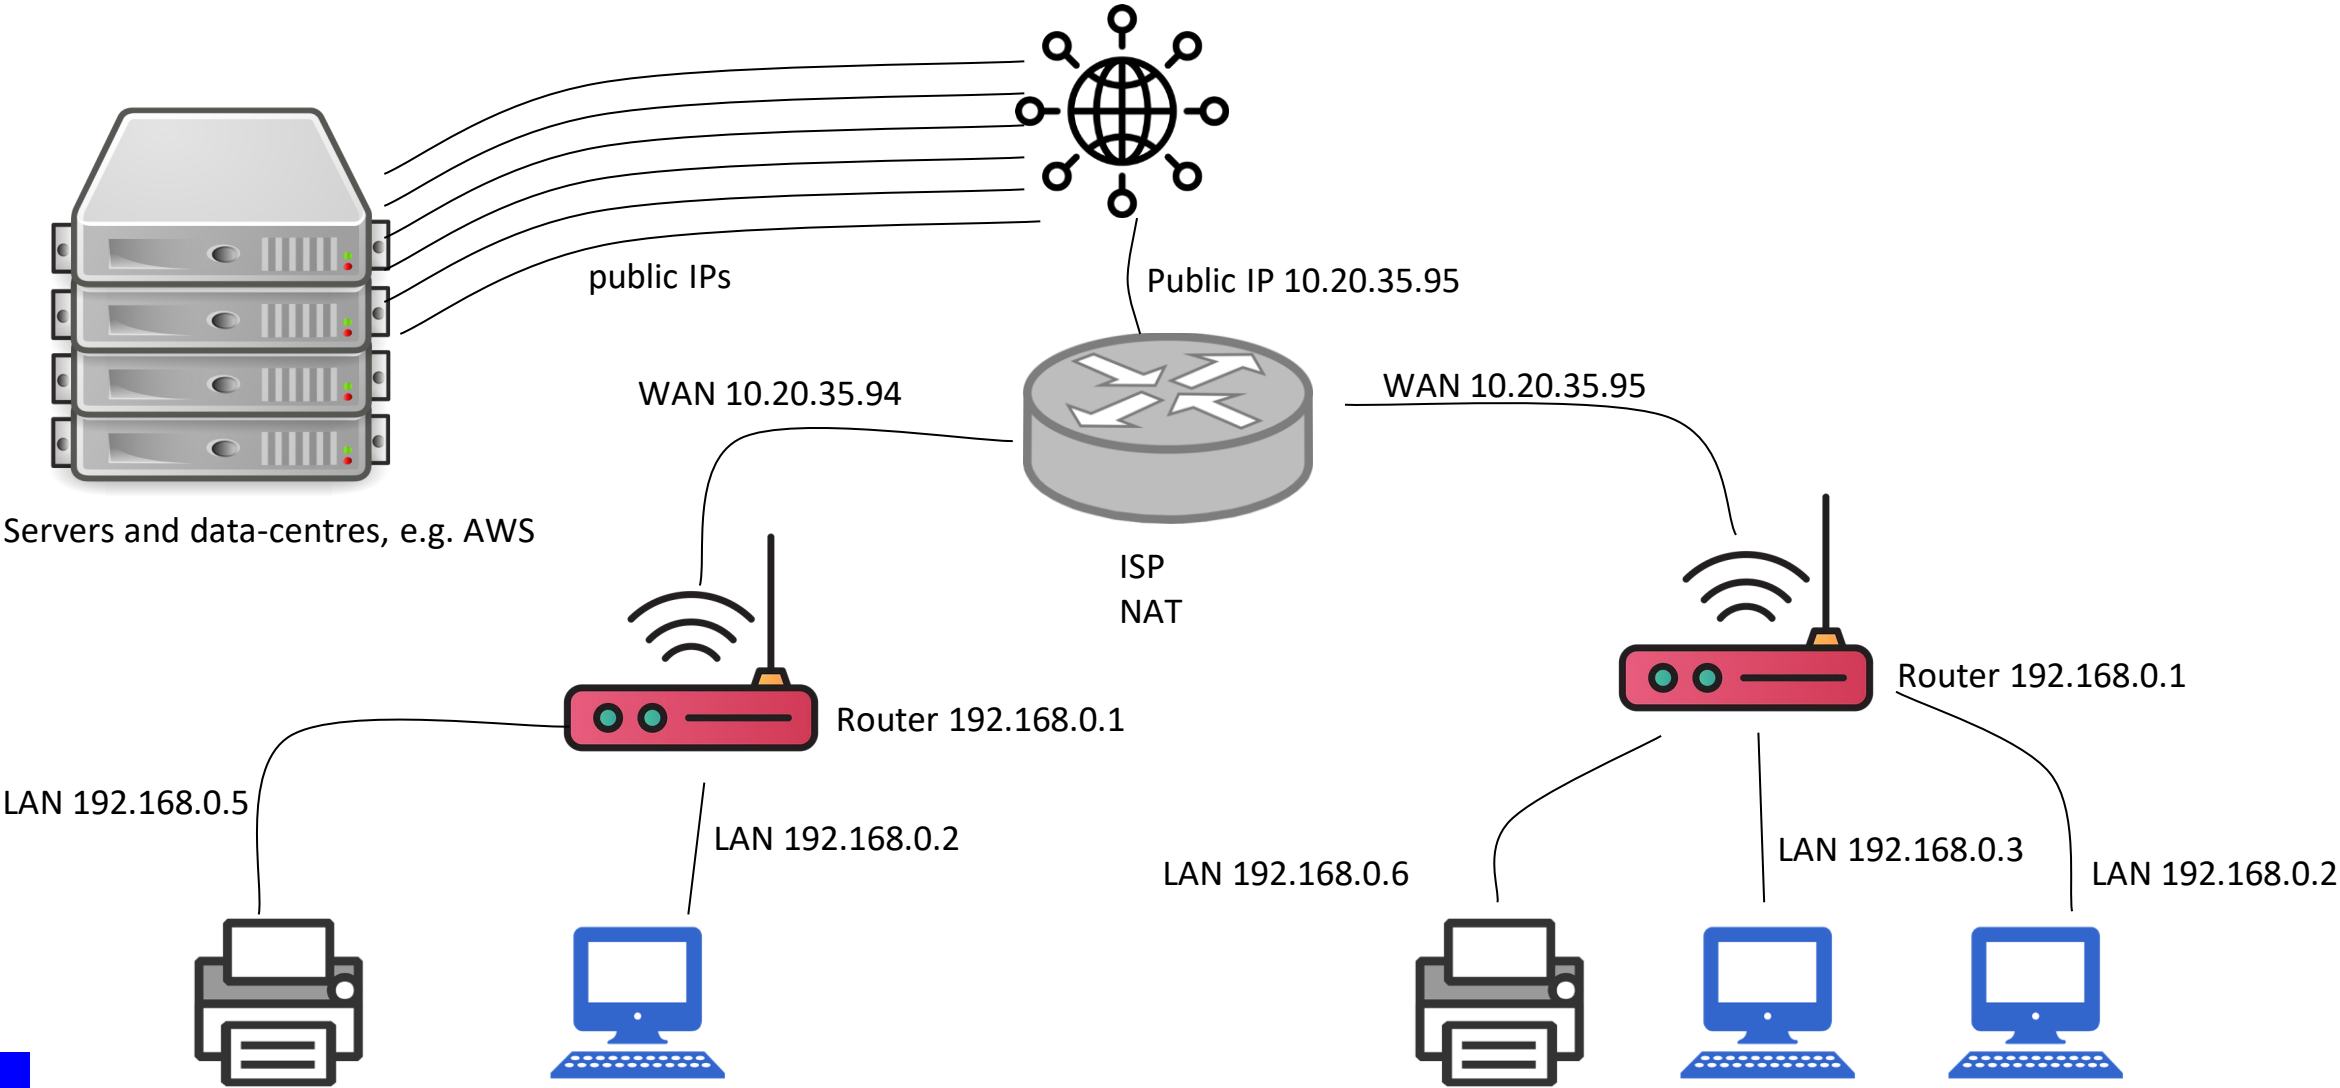 public IPs
Public IP 10.20.35.95
WAN 10.20.35.94
WAN 10.20.35.95
Servers and data-centres, e.g. AWS
ISP
NAT
Router 192.168.0.1
Router 192.168.0.1
LAN 192.168.0.5
LAN 192.168.0.2
LAN 192.168.0.6
LAN 192.168.0.3
LAN 192.168.0.2